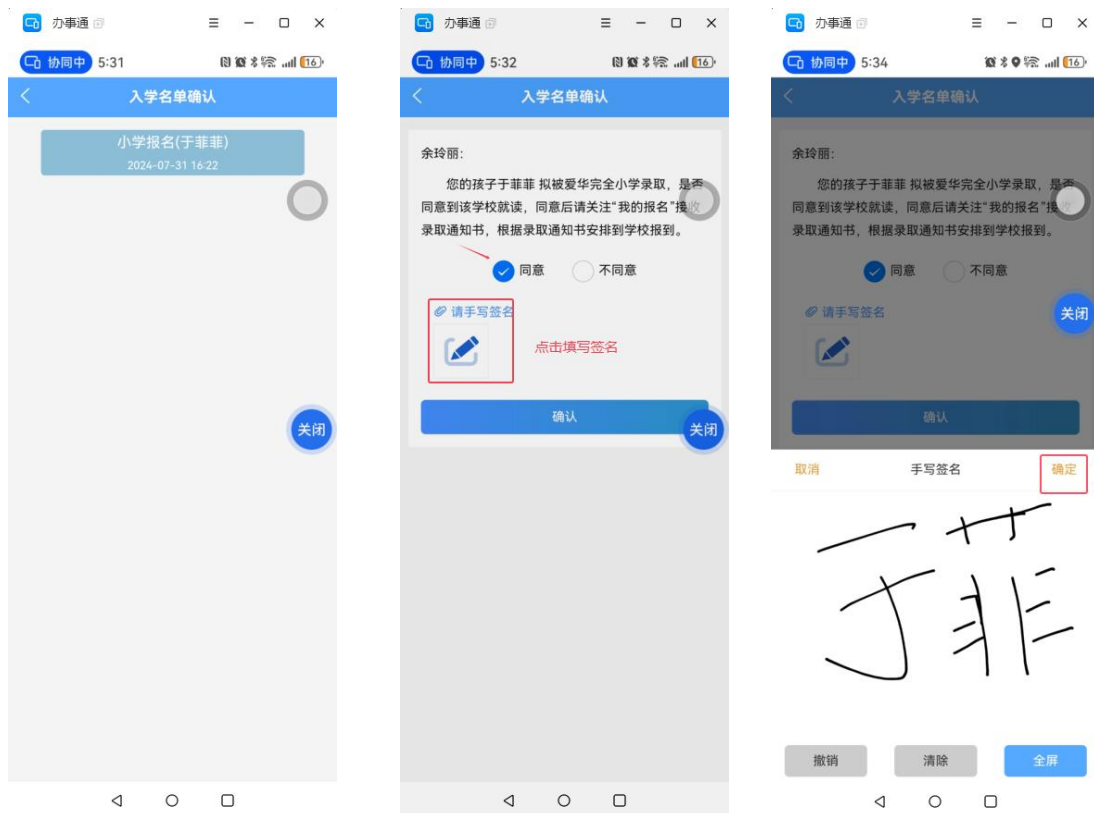 办事通
协同中 5:31
16
入学名单确认
小学报名(于菲菲)
2024-07-31 16:22
关闭
办事通
协同中 5:32
16
入学名单确认
余玲丽:
您的孩子于菲菲 拟被爱华完全小学录取，是否
同意到该学校就读，同意后请关注“我的报名”接收
录取通知书，根据录取通知书安排到学校报到。
同意 不同意
请手写签名
点击填写签名
确认
关闭
办事通
协同中 5:34
16
入学名单确认
余玲丽:
您的孩子于菲菲 拟被爱华完全小学录取，是否
同意到该学校就读，同意后请关注“我的报名”接收
录取通知书，根据录取通知书安排到学校报到。
同意 不同意
请手写签名
关闭
确认
取消 手写签名 确定
于菲
撤销 清除 全屏